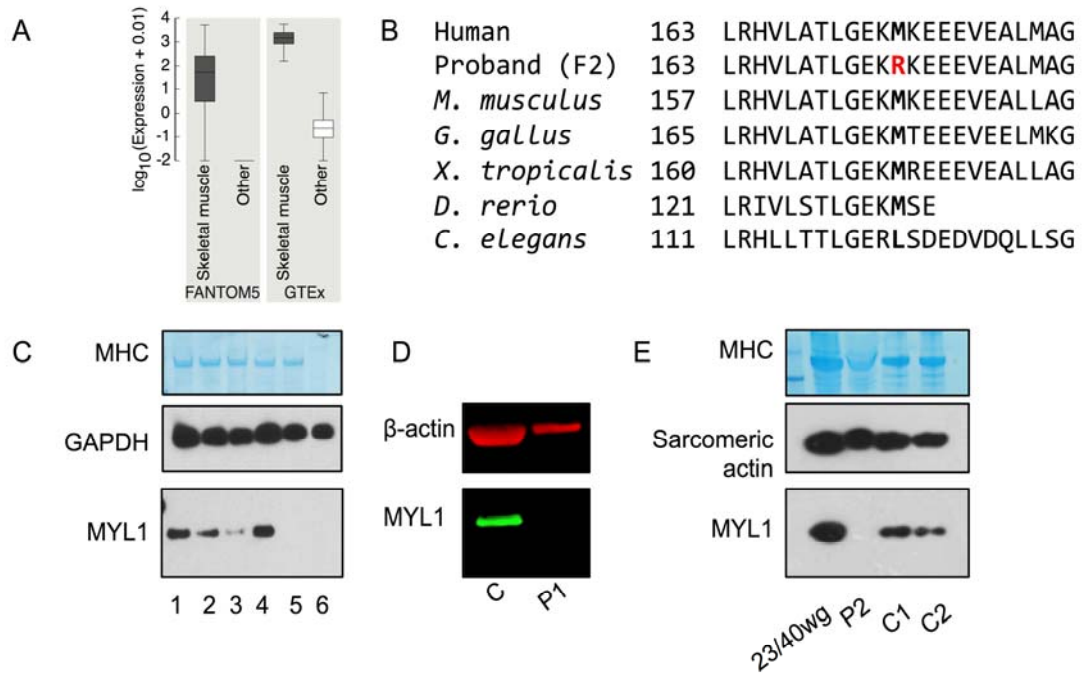 A
log10(Expression + 0.01)
4
3
2
1
0
-1
-2
Skeletal muscle
Other
Skeletal muscle
Other
FANTOM5
GTEx
B
Human 163 LRHVLATLGEKMKEEEVEALMAG
Proband (F2) 163 LRHVLATLGEKRKEEEVEALMAG
M. musculus 157 LRHVLATLGEKMKEEEVEALLAG
G. gallus 165 LRHVLATLGEKMTEEEVEELMKG
X. tropicalis 160 LRHVLATLGEKMREEEVEALLAG
D. rerio 121 LRIVLSTLGEKMSE
C. elegans 111 LRHLLTTLGERLSDEDVDQLLSG
C
MHC
GAPDH
MYL1
1 2 3 4 5 6
D
β-actin
MYL1
C P1
E
MHC
Sarcomeric
actin
MYL1
23/40wg P2 C1 C2